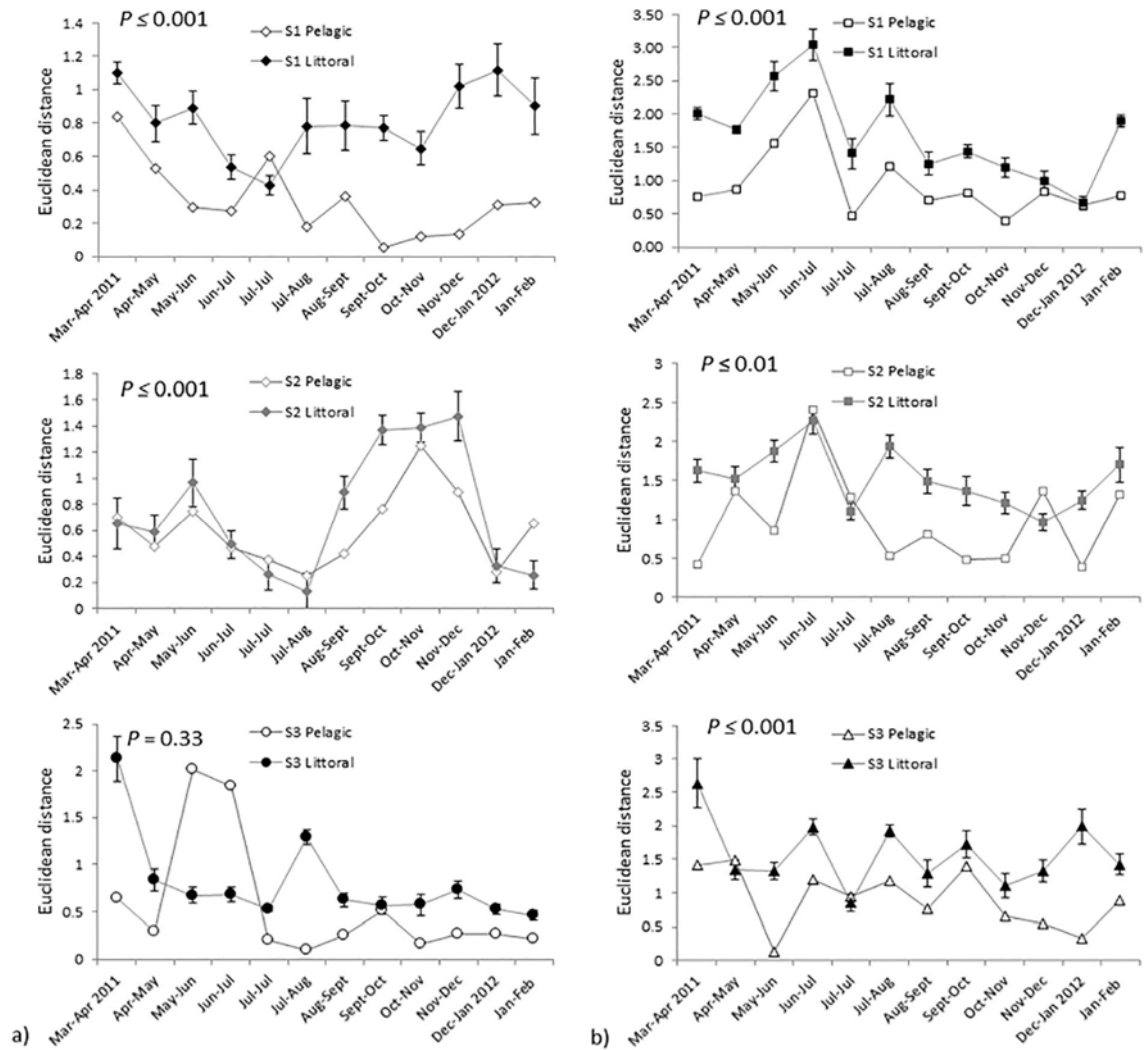 P ≤ 0.001
S1 Pelagic
S1 Littoral
Euclidean distance
1.4
1.2
1
0.8
0.6
0.4
0.2
0
Mar-Apr 2011
Apr-May
May-Jun
Jun-Jul
Jul-Jul
Jul-Aug
Aug-Sept
Sept-Oct
Oct-Nov
Nov-Dec
Dec-Jan 2012
Jan-Feb
P ≤ 0.001
S1 Pelagic
S1 Littoral
Euclidean distance
3.50
3.00
2.50
2.00
1.50
1.00
0.50
0.00
Mar-Apr 2011
Apr-May
May-Jun
Jun-Jul
Jul-Jul
Jul-Aug
Aug-Sept
Sept-Oct
Oct-Nov
Nov-Dec
Dec-Jan 2012
Jan-Feb
P ≤ 0.001
S2 Pelagic
S2 Littoral
Euclidean distance
1.8
1.6
1.4
1.2
1
0.8
0.6
0.4
0.2
0
Mar-Apr 2011
Apr-May
May-Jun
Jun-Jul
Jul-Jul
Jul-Aug
Aug-Sept
Sept-Oct
Oct-Nov
Nov-Dec
Dec-Jan 2012
Jan-Feb
P ≤ 0.01
S2 Pelagic
S2 Littoral
Euclidean distance
3
2.5
2
1.5
1
0.5
0
Mar-Apr 2011
Apr-May
May-Jun
Jun-Jul
Jul-Jul
Jul-Aug
Aug-Sept
Sept-Oct
Oct-Nov
Nov-Dec
Dec-Jan 2012
Jan-Feb
P = 0.33
S3 Pelagic
S3 Littoral
Euclidean distance
2.5
2
1.5
1
0.5
0
Mar-Apr 2011
Apr-May
May-Jun
Jun-Jul
Jul-Jul
Jul-Aug
Aug-Sept
Sept-Oct
Oct-Nov
Nov-Dec
Dec-Jan 2012
Jan-Feb
a)
P ≤ 0.001
S3 Pelagic
S3 Littoral
Euclidean distance
3.5
3
2.5
2
1.5
1
0.5
0
Mar-Apr 2011
Apr-May
May-Jun
Jun-Jul
Jul-Jul
Jul-Aug
Aug-Sept
Sept-Oct
Oct-Nov
Nov-Dec
Dec-Jan 2012
Jan-Feb
b)